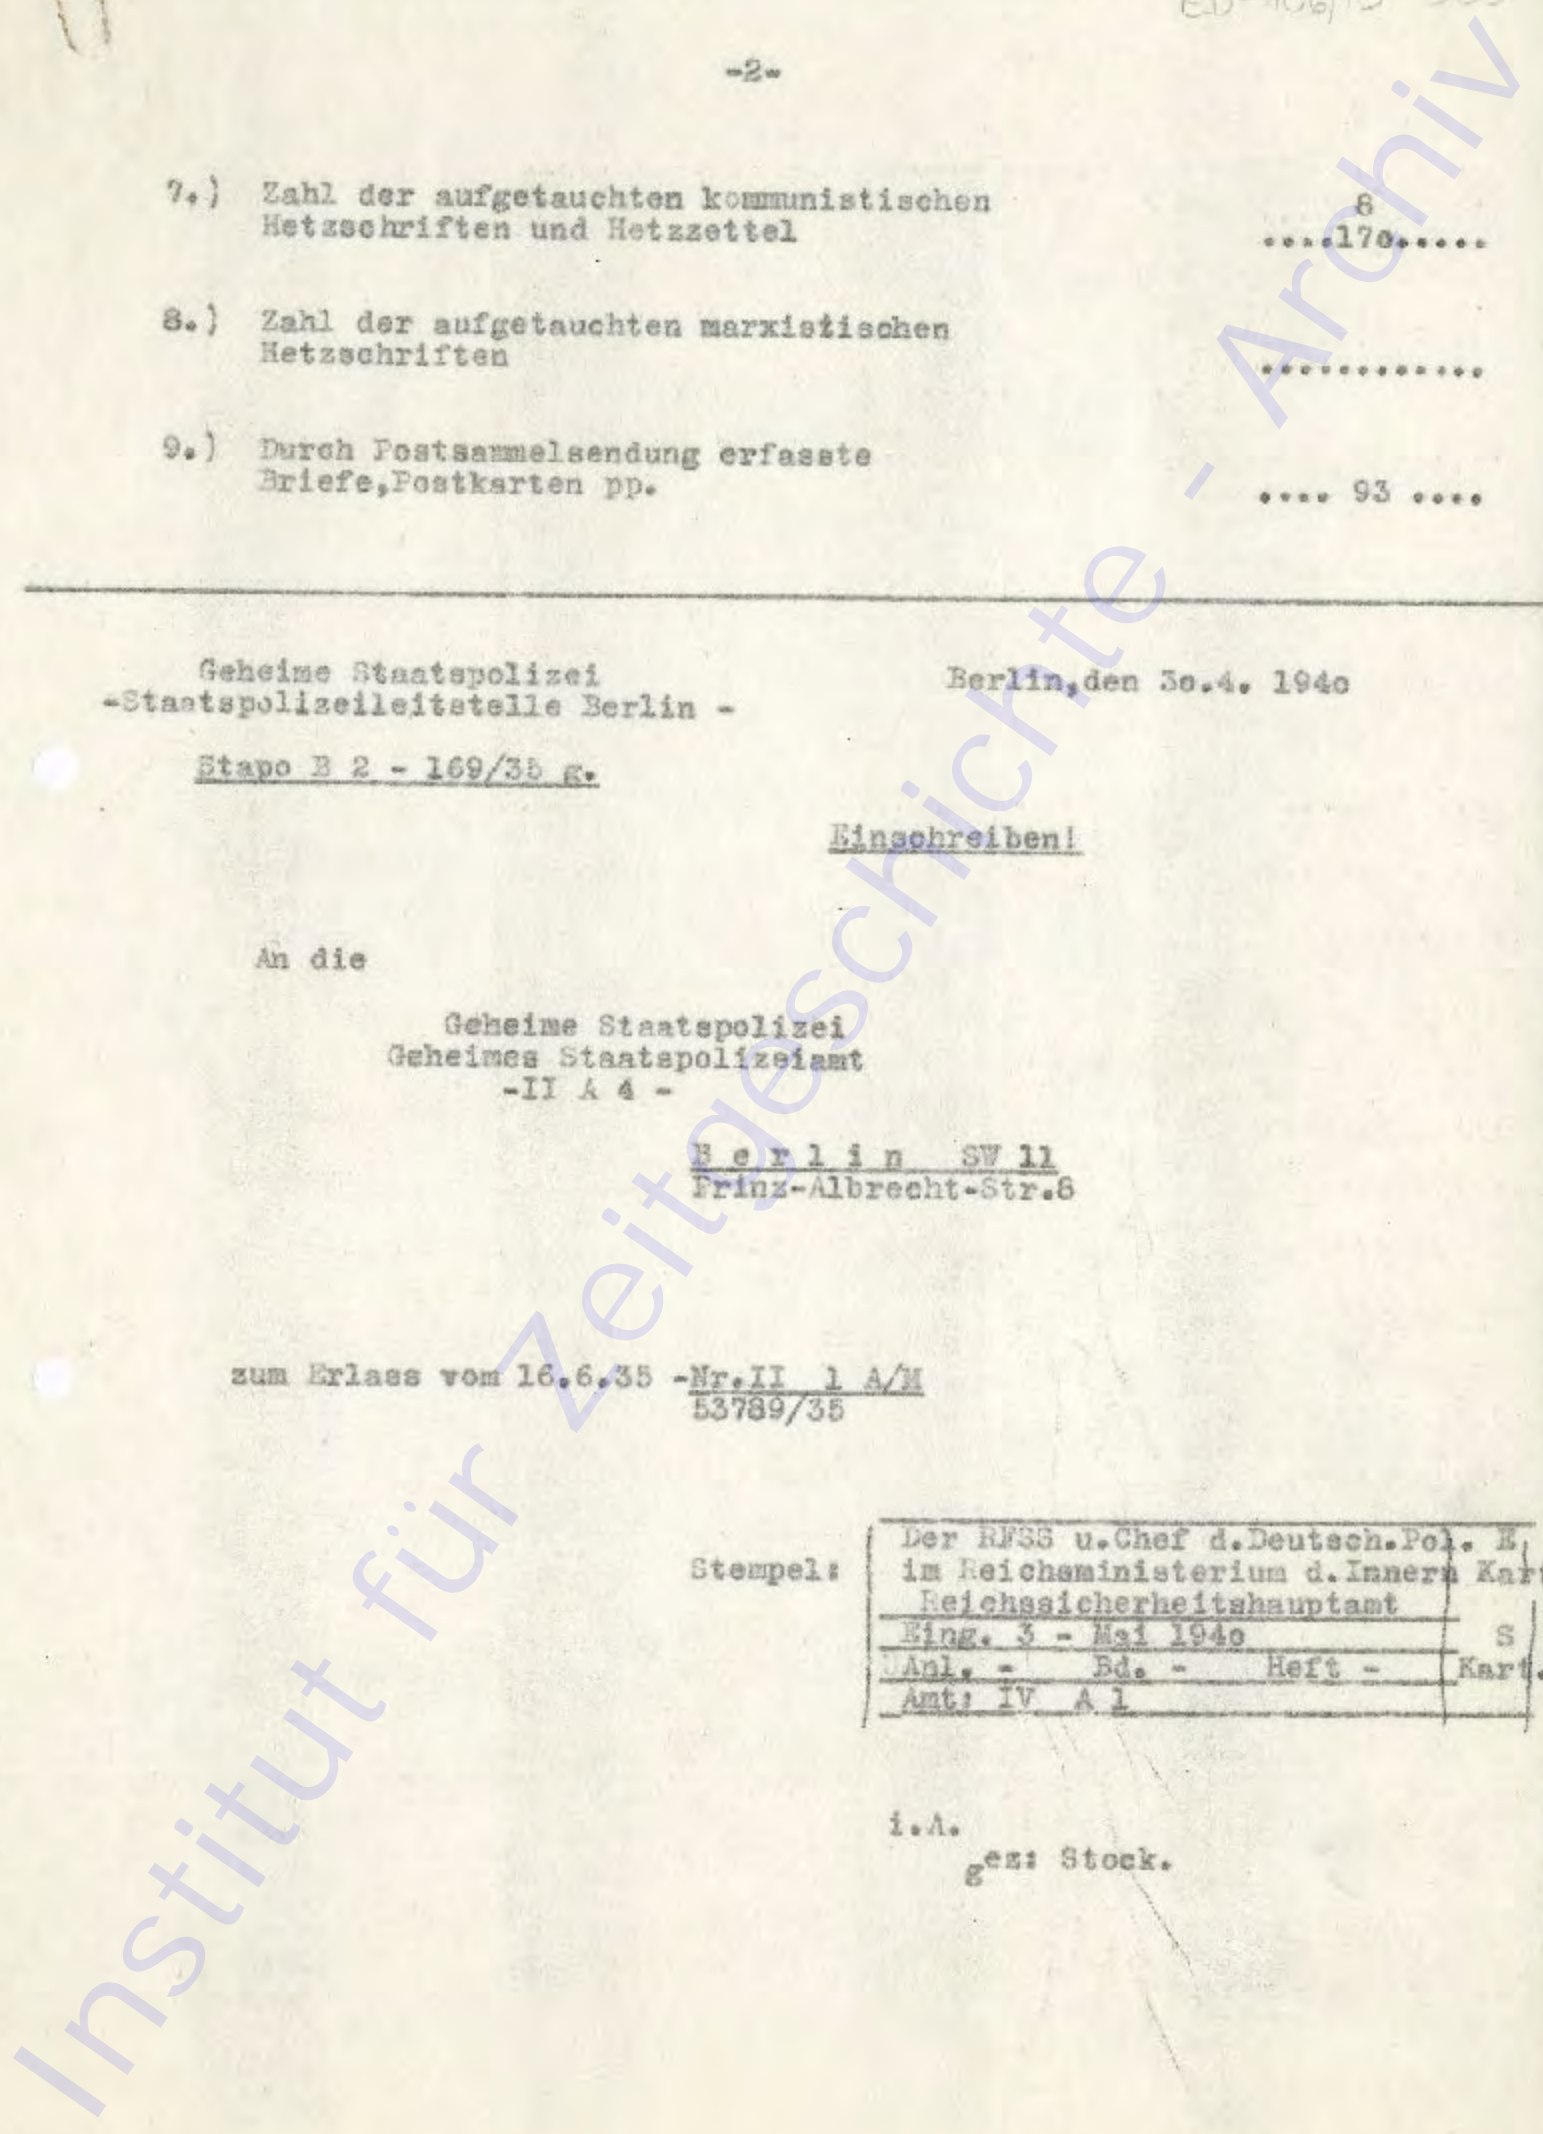 -2-
7.) Zahl der aufgetauchten kommunistischen
Hetzschriften und Hetzzettel
8
....17o.....
8.) Zahl der aufgetauchten marxistischen
Hetzschriften
............
9.) Durch Postsammelsendung erfasste
Briefe,Postkarten pp.
.... 93 ....
Geheime Staatspolizei
-Staatspolizeileitstelle Berlin -
Berlin,den 3o.4. 194o
Stapo B 2 - 169/35 g.
Einschreiben!
An die
Geheime Staatspolizei
Geheimes Staatspolizeiamt
-II A 4 -
B e r l i n SW 11
Prinz-Albrecht-Str.8
zum Erlass vom 16.6.35 -Nr.II 1 A/M
53789/35
Stempel:
Der RFSS u.Chef d.Deutsch.Pol. E,
im Reichsministerium d.Innern Kart
Reichssicherheitshauptamt
Eing. 3 - Mai 194o S
Anl. - Bd. - Heft - Kart.
Amt: IV A 1
i.A.
gez: Stock.
Institut für Zeitgeschichte - Archiv